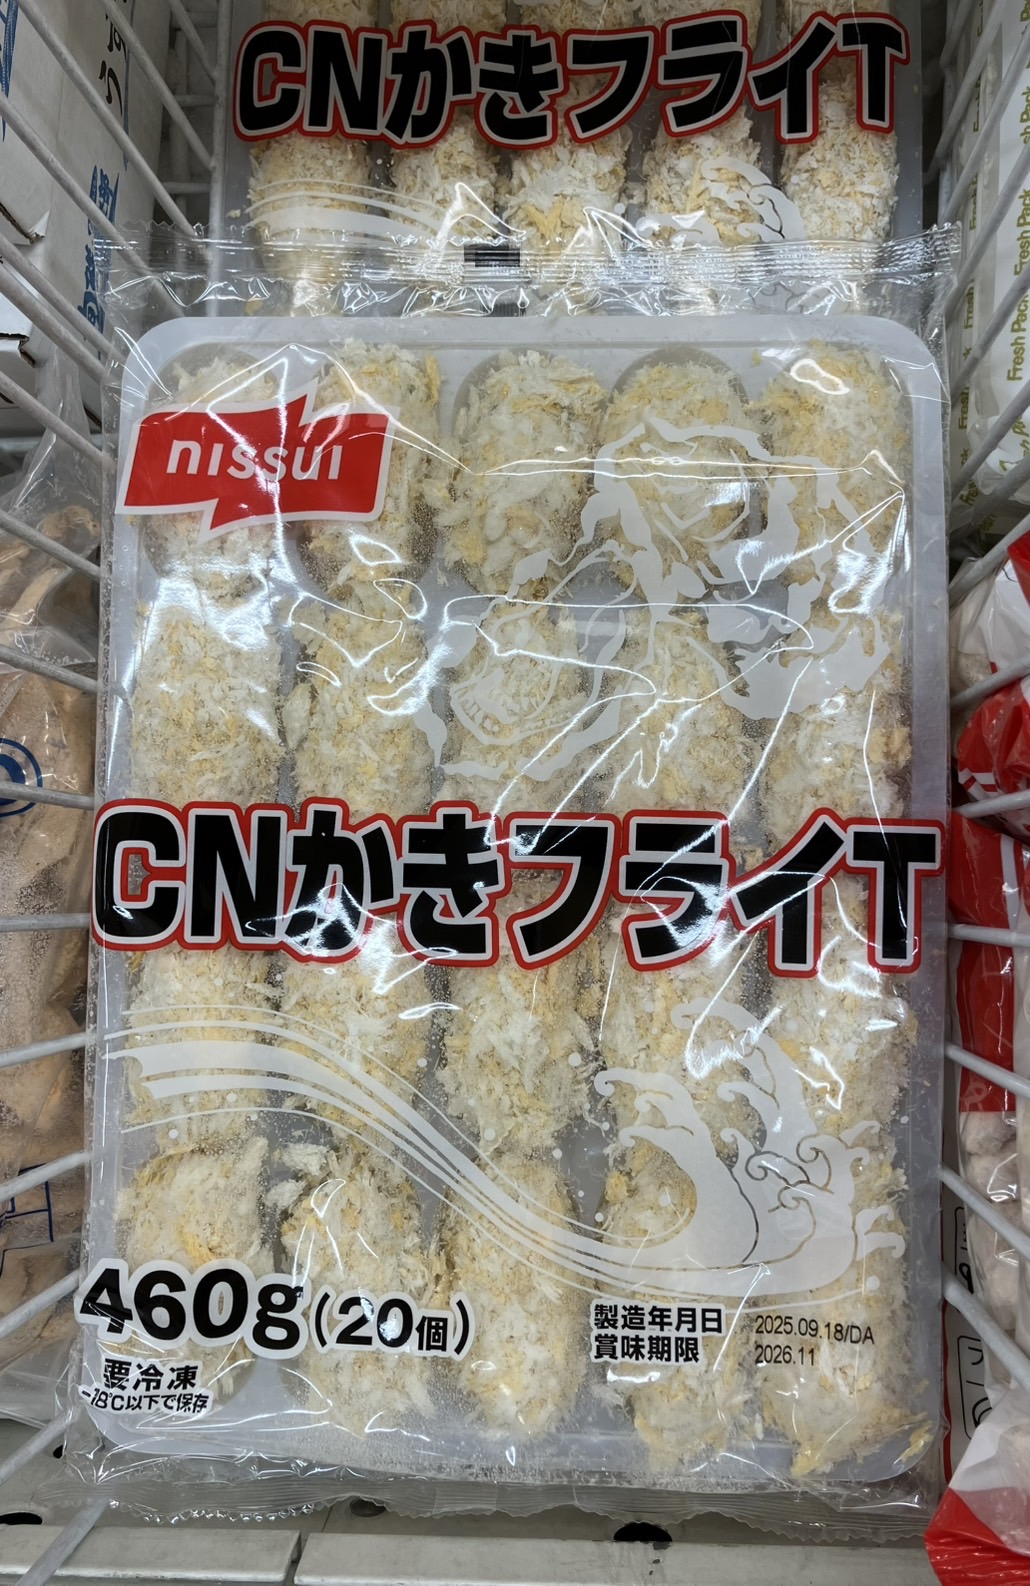 CNかきフライT
nissui
CNかきフライT
460g(20個)
要冷凍
-18℃以下で保存
製造年月日 2025.09.18/DA
賞味期限 2026.11
Fresh Pack